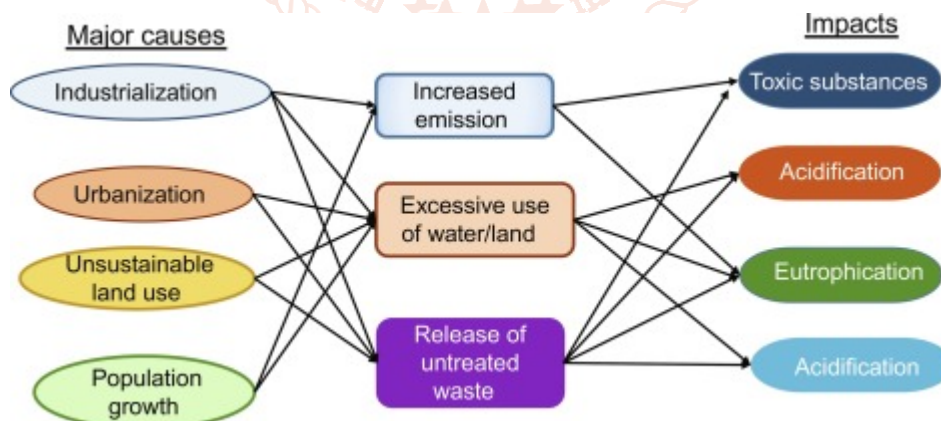 Major causes
Impacts
Industrialization
Increased
emission
Toxic substances
Urbanization
Excessive use
of water/land
Acidification
Unsustainable
land use
Eutrophication
Population
growth
Release of
untreated
waste
Acidification